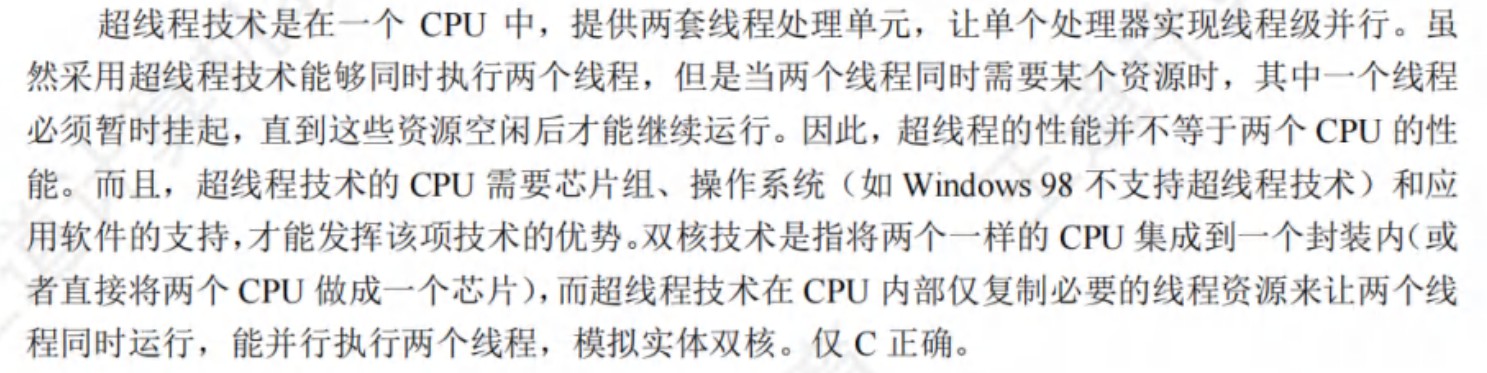 超线程技术是在一个 CPU 中，提供两套线程处理单元，让单个处理器实现线程级并行。虽
然采用超线程技术能够同时执行两个线程，但是当两个线程同时需要某个资源时，其中一个线程
必须暂时挂起，直到这些资源空闲后才能继续运行。因此，超线程的性能并不等于两个 CPU 的性
能。而且，超线程技术的 CPU 需要芯片组、操作系统（如 Windows 98 不支持超线程技术）和应
用软件的支持，才能发挥该项技术的优势。双核技术是指将两个一样的 CPU 集成到一个封装内（或
者直接将两个 CPU 做成一个芯片），而超线程技术在 CPU 内部仅复制必要的线程资源来让两个线
程同时运行，能并行执行两个线程，模拟实体双核。仅 C 正确。